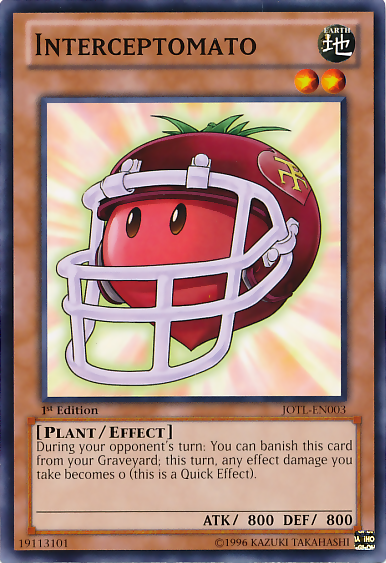 INTERCEPTOMATO
EARTH
地
1st Edition
JOTL-EN003
[PLANT/EFFECT]
During your opponent's turn: You can banish this card
from your Graveyard; this turn, any effect damage you
take becomes 0 (this is a Quick Effect).
ATK/ 800 DEF/ 800
19113101
©1996 KAZUKI TAKAHASHI